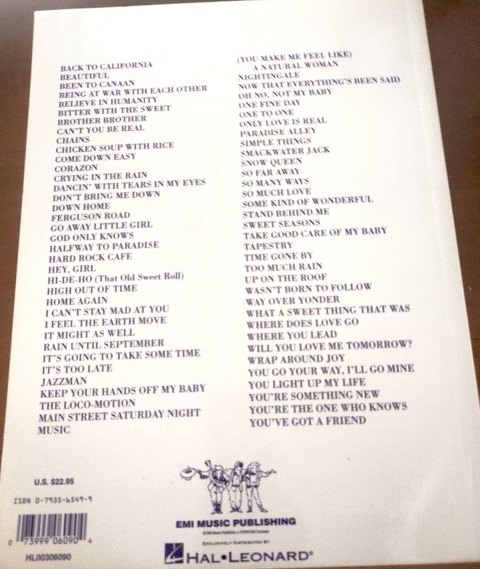 BACK TO CALIFORNIA
BEAUTIFUL
BEEN TO CANAAN
BEING AT WAR WITH EACH OTHER
BELIEVE IN HUMANITY
BITTER WITH THE SWEET
BROTHER BROTHER
CAN'T YOU BE REAL
CHAINS
CHICKEN SOUP WITH RICE
COME DOWN EASY
CORAZON
CRYING IN THE RAIN
DANCIN' WITH TEARS IN MY EYES
DON'T BRING ME DOWN
DOWN HOME
FERGUSON ROAD
GO AWAY LITTLE GIRL
GOD ONLY KNOWS
HALFWAY TO PARADISE
HARD ROCK CAFE
HEY, GIRL
HI-DE-HO (That Old Sweet Roll)
HIGH OUT OF TIME
HOME AGAIN
I CAN'T STAY MAD AT YOU
I FEEL THE EARTH MOVE
IT MIGHT AS WELL
RAIN UNTIL SEPTEMBER
IT'S GOING TO TAKE SOME TIME
IT'S TOO LATE
JAZZMAN
KEEP YOUR HANDS OFF MY BABY
THE LOCO-MOTION
MAIN STREET SATURDAY NIGHT
MUSIC
(YOU MAKE ME FEEL LIKE)
A NATURAL WOMAN
NIGHTINGALE
NOW THAT EVERYTHING'S BEEN SAID
OH NO, NOT MY BABY
ONE FINE DAY
ONE TO ONE
ONLY LOVE IS REAL
PARADISE ALLEY
SIMPLE THINGS
SMACKWATER JACK
SNOW QUEEN
SO FAR AWAY
SO MANY WAYS
SO MUCH LOVE
SOME KIND OF WONDERFUL
STAND BEHIND ME
SWEET SEASONS
TAKE GOOD CARE OF MY BABY
TAPESTRY
TIME GONE BY
TOO MUCH RAIN
UP ON THE ROOF
WASN'T BORN TO FOLLOW
WAY OVER YONDER
WHAT A SWEET THING THAT WAS
WHERE DOES LOVE GO
WHERE YOU LEAD
WILL YOU LOVE ME TOMORROW?
WRAP AROUND JOY
YOU GO YOUR WAY, I'LL GO MINE
YOU LIGHT UP MY LIFE
YOU'RE SOMETHING NEW
YOU'RE THE ONE WHO KNOWS
YOU'VE GOT A FRIEND
U.S. $22.95
ISBN 0-7935-6549-9
0 73999 06090 4
HL00306090
EMI MUSIC PUBLISHING
EXCLUSIVELY DISTRIBUTED BY
HAL•LEONARD®